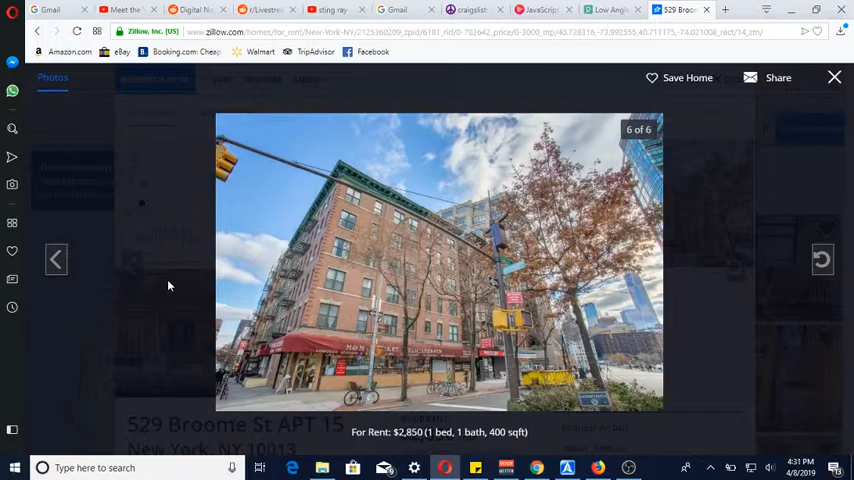 Gmail
Meet the
Digital No
r/Livestrei
sting ray
Gmail
craigslist:
JavaScript
Low Angle
529 Broo
Zillow, Inc. [US]
www.zillow.com/homes/for_rent/New-York-NY/2125360209_zpid/6181_rid/0-782642_price/0-3000_mp/40.728316,-73.992555,40.71175,-74.021008_rect/14_zm/
Amazon.com
eBay
Booking.com: Cheap
Walmart
TripAdvisor
Facebook
Photos
Save Home
Share
6 of 6
For Rent: $2,850 (1 bed, 1 bath, 400 sqft)
529 Broome St APT 15
New York, NY 10013
Type here to search
4:31 PM
4/8/2019